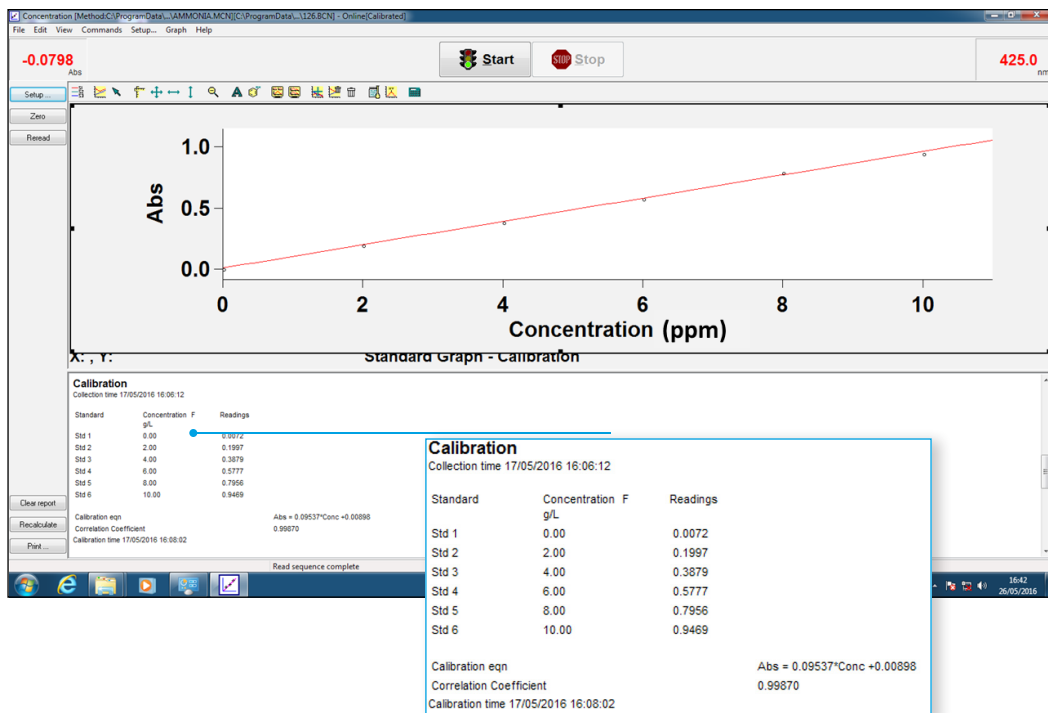 Concentration [Method:C:\ProgramData\...\AMMONIA.MCN][C:\ProgramData\...\126.BCN] - Online[Calibrated]
File Edit View Commands Setup... Graph Help
-0.0798
Abs
Start
Stop
425.0
nm
Setup ...
Zero
Reread
Abs
1.0
0.5
0.0
0 2 4 6 8 10
Concentration (ppm)
X: , Y:
Standard Graph - Calibration
Calibration
Collection time 17/05/2016 16:06:12
Standard Concentration F Readings
g/L
Std 1 0.00 0.0072
Std 2 2.00 0.1997
Std 3 4.00 0.3879
Std 4 6.00 0.5777
Std 5 8.00 0.7956
Std 6 10.00 0.9469
Calibration eqn Abs = 0.09537*Conc +0.00898
Correlation Coefficient 0.99870
Calibration time 17/05/2016 16:08:02
Clear report
Recalculate
Print ...
Read sequence complete
16:42
26/05/2016
Calibration
Collection time 17/05/2016 16:06:12
Standard Concentration F Readings
g/L
Std 1 0.00 0.0072
Std 2 2.00 0.1997
Std 3 4.00 0.3879
Std 4 6.00 0.5777
Std 5 8.00 0.7956
Std 6 10.00 0.9469
Calibration eqn Abs = 0.09537*Conc +0.00898
Correlation Coefficient 0.99870
Calibration time 17/05/2016 16:08:02